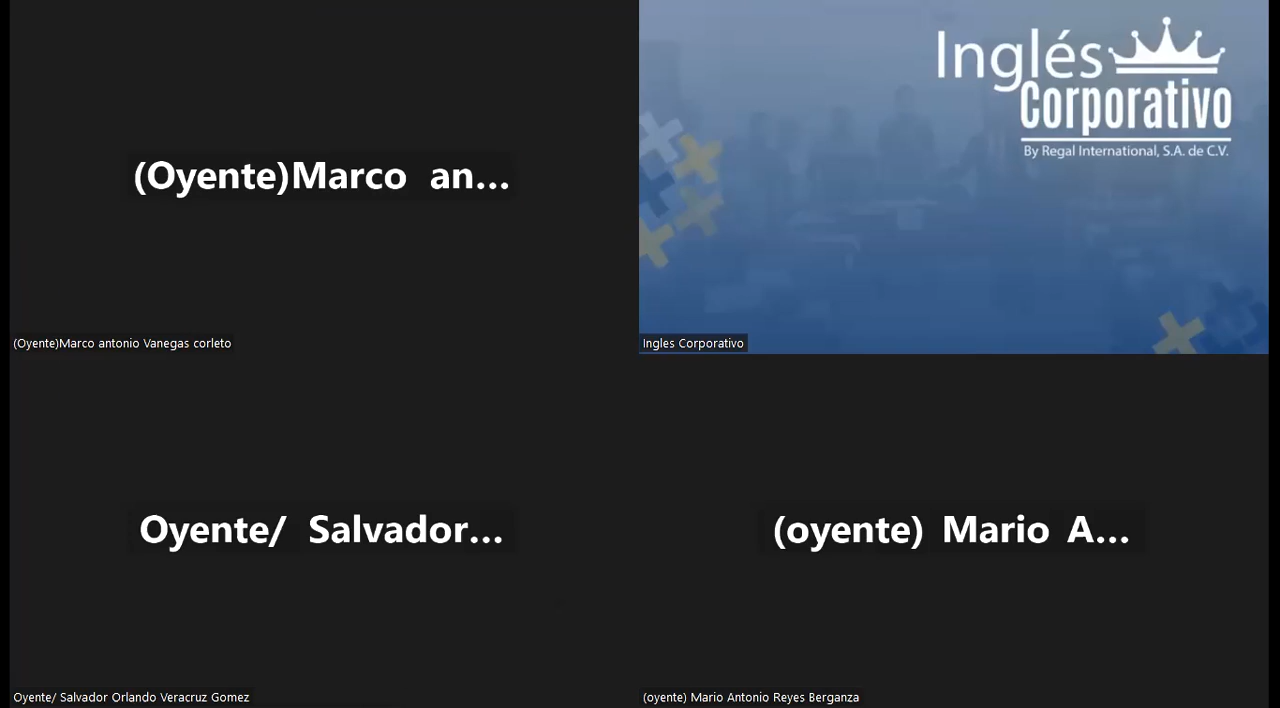 (Oyente)Marco an...
(Oyente)Marco antonio Vanegas corleto
Inglés
Corporativo
By Regal International, S.A. de C.V.
Ingles Corporativo
Oyente/ Salvador...
Oyente/ Salvador Orlando Veracruz Gomez
(oyente) Mario A...
(oyente) Mario Antonio Reyes Berganza